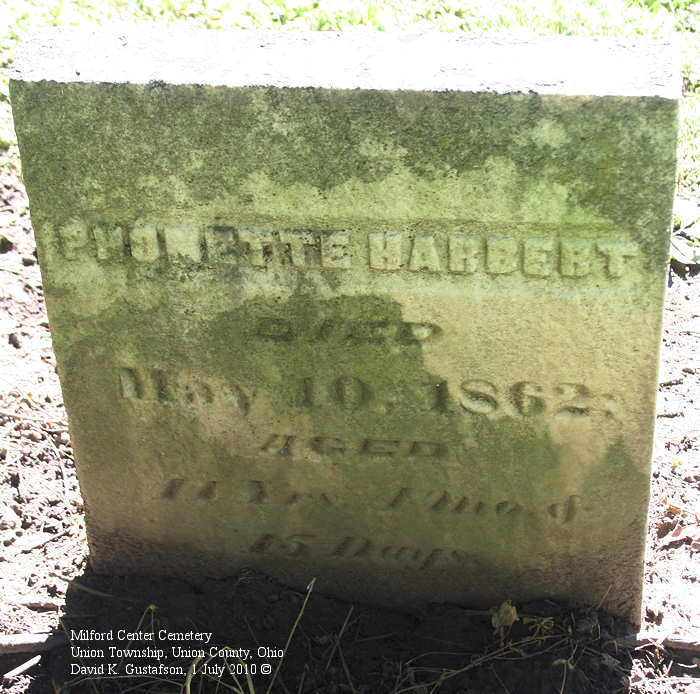 PYONETTE HARBERT
DIED
May 10, 1862:
AGED
11 Yrs 1 mo. &
15 Days
Milford Center Cemetery
Union Township, Union County, Ohio
David K. Gustafson, 1 July 2010 ©